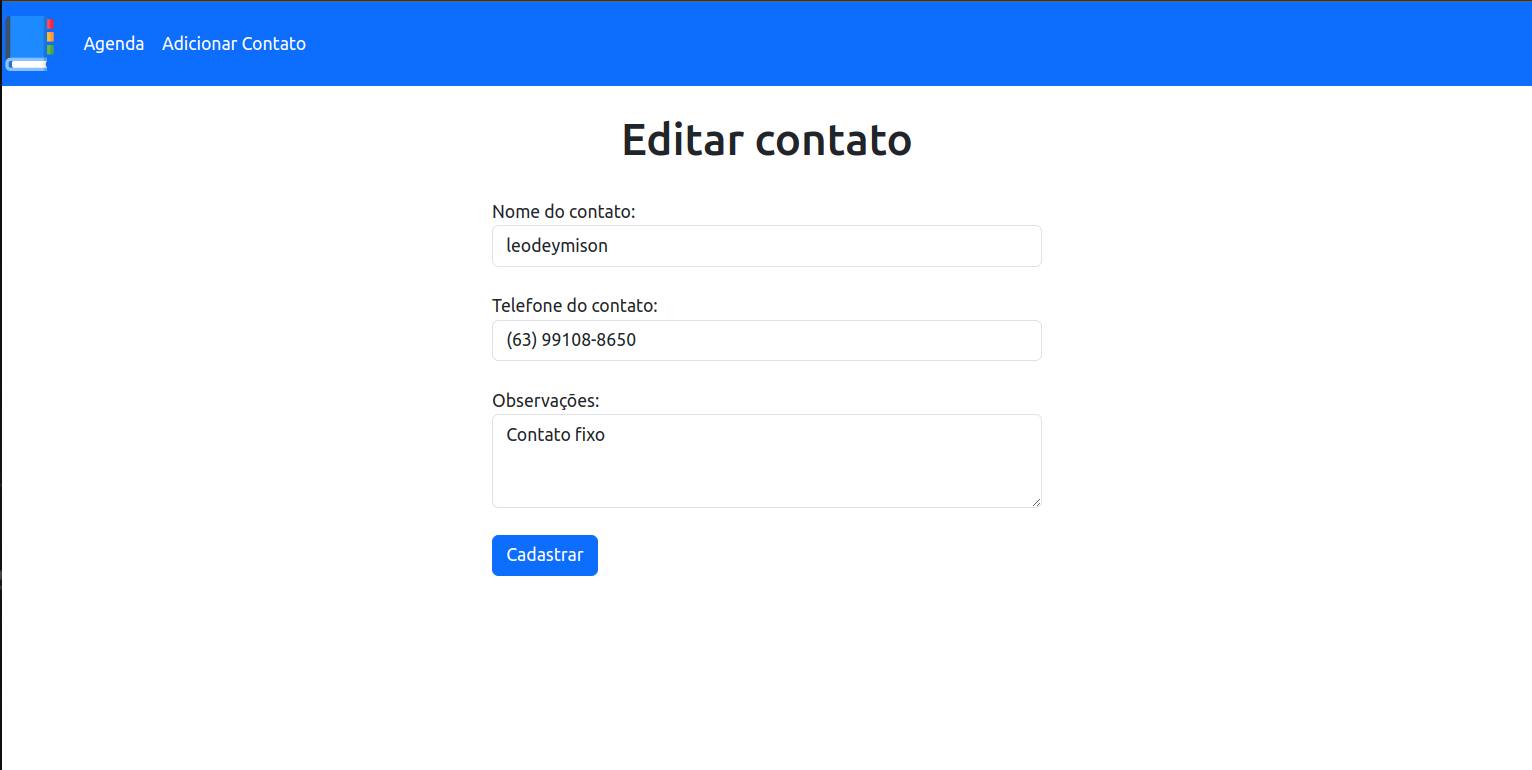 Agenda Adicionar Contato
Editar contato
Nome do contato:
leodeymison
Telefone do contato:
(63) 99108-8650
Observações:
Contato fixo
Cadastrar